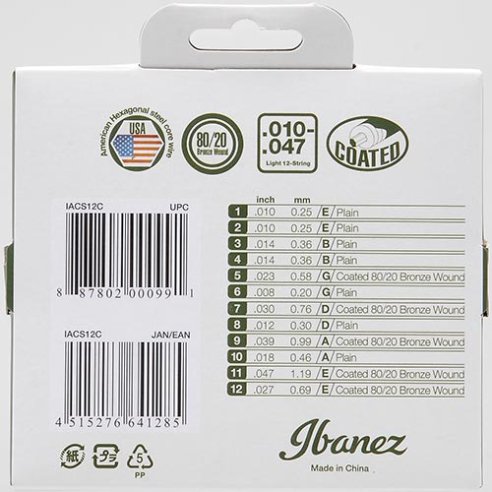 American Hexagonal steel core wire
USA
80/20
Bronze Wound
.010-
.047
Light 12-String
COATED
IACS12C UPC
8 87802 00099 1
IACS12C JAN/EAN
4 515276 641285
紙 プラ 5
PP
inch mm
1 .010 0.25 /E/ Plain
2 .010 0.25 /E/ Plain
3 .014 0.36 /B/ Plain
4 .014 0.36 /B/ Plain
5 .023 0.58 /G/ Coated 80/20 Bronze Wound
6 .008 0.20 /G/ Plain
7 .030 0.76 /D/ Coated 80/20 Bronze Wound
8 .012 0.30 /D/ Plain
9 .039 0.99 /A/ Coated 80/20 Bronze Wound
10 .018 0.46 /A/ Plain
11 .047 1.19 /E/ Coated 80/20 Bronze Wound
12 .027 0.69 /E/ Coated 80/20 Bronze Wound
Ibanez
Made in China